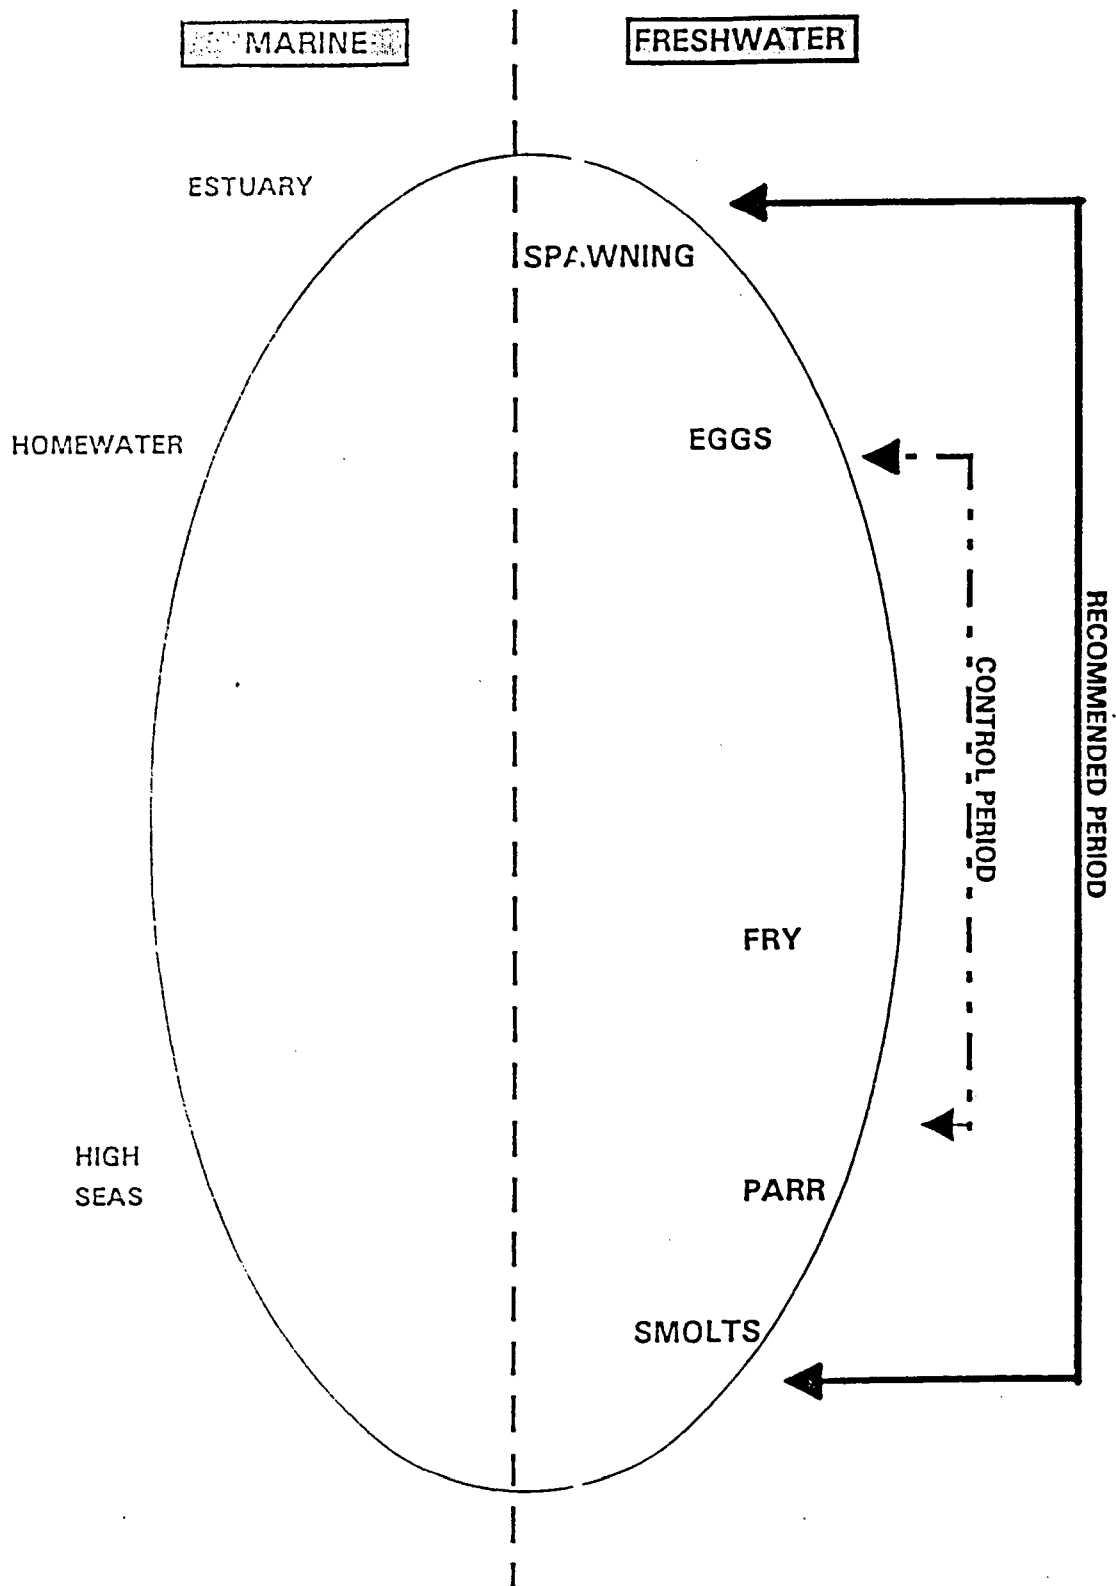 MARINE
FRESHWATER
ESTUARY
SPAWNING
HOMEWATER
EGGS
CONTROL PERIOD
RECOMMENDED PERIOD
FRY
HIGH
SEAS
PARR
SMOLTS